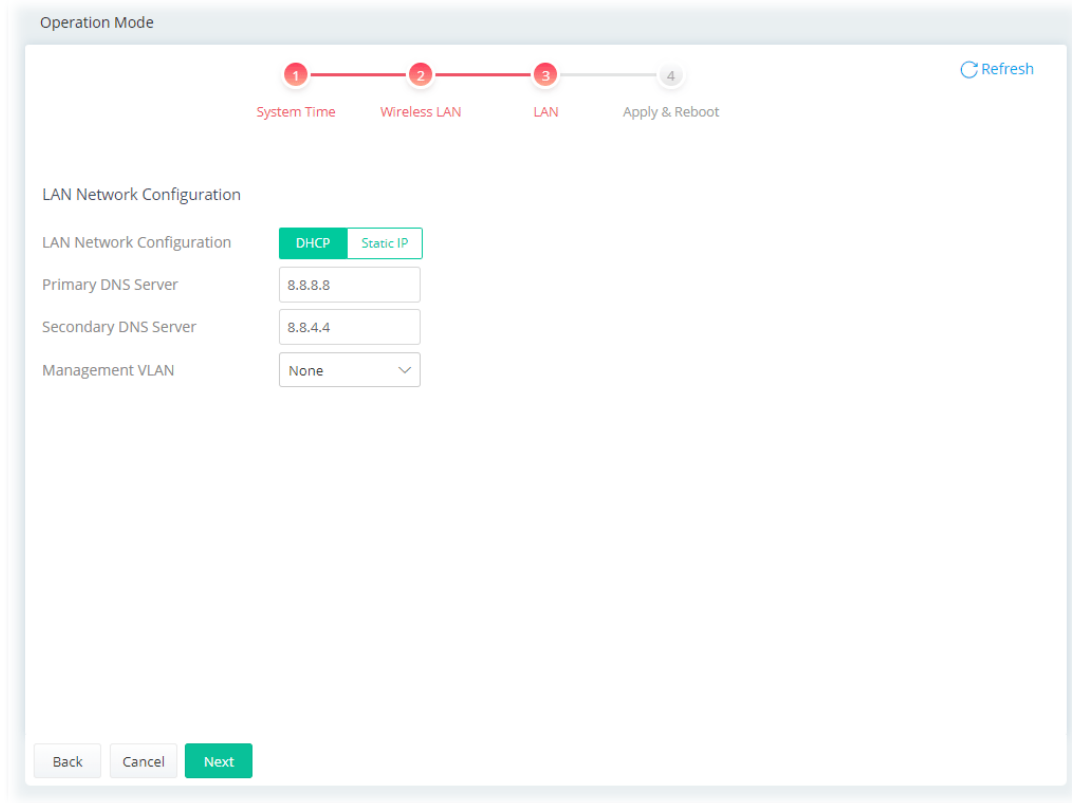 Operation Mode
1 2 3 4 Refresh
System Time Wireless LAN LAN Apply & Reboot
LAN Network Configuration
LAN Network Configuration DHCP Static IP
Primary DNS Server 8.8.8.8
Secondary DNS Server 8.8.4.4
Management VLAN None
Back Cancel Next